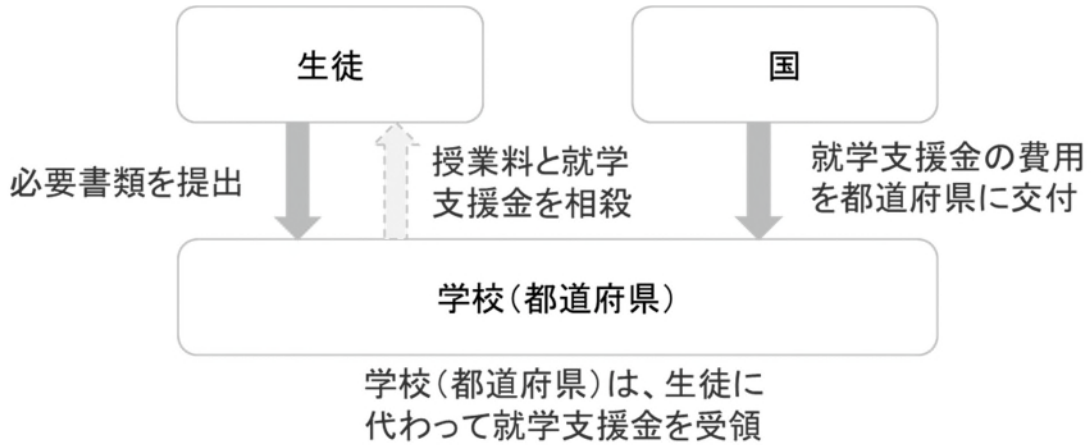 生徒
国
必要書類を提出
授業料と就学
支援金を相殺
就学支援金の費用
を都道府県に交付
学校(都道府県)
学校(都道府県)は、生徒に
代わって就学支援金を受領